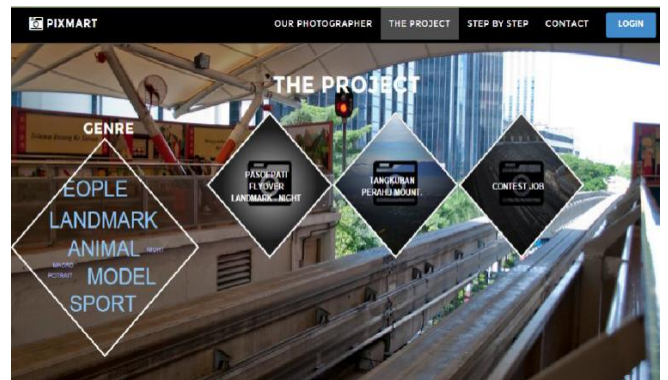 PIXMART
OUR PHOTOGRAPHER
THE PROJECT
STEP BY STEP
CONTACT
LOGIN
THE PROJECT
GENRE
EOPLE
LANDMARK
ANIMAL
NIGHT
MACRO
POTRAIT
MODEL
SPORT
PASOEPATI
FLYOVER
LANDMARK - NIGHT
TANGKUBAN
PERAHU MOUNT.
CONTEST JOB